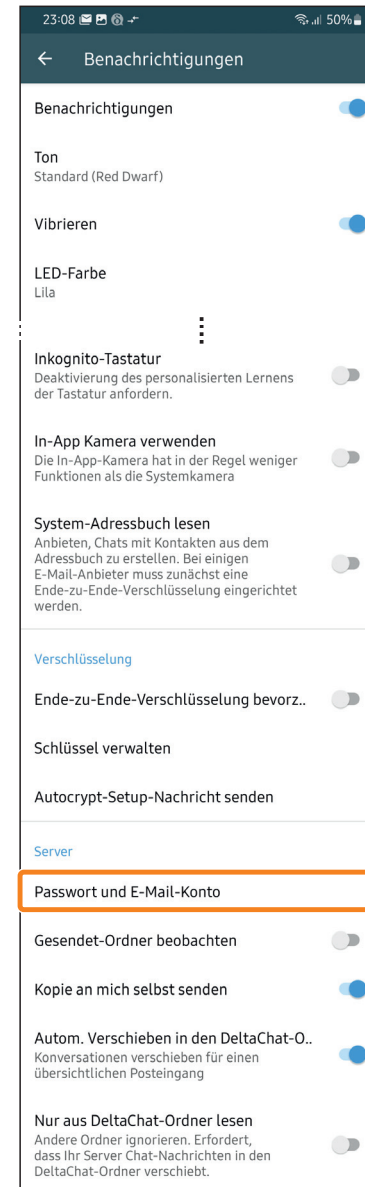 23:08 50%
Benachrichtigungen
Benachrichtigungen
Ton
Standard (Red Dwarf)
Vibrieren
LED-Farbe
Lila
Inkognito-Tastatur
Deaktivierung des personalisierten Lernens
der Tastatur anfordern.
In-App Kamera verwenden
Die In-App-Kamera hat in der Regel weniger
Funktionen als die Systemkamera
System-Adressbuch lesen
Anbieten, Chats mit Kontakten aus dem
Adressbuch zu erstellen. Bei einigen
E-Mail-Anbieter muss zunächst eine
Ende-zu-Ende-Verschlüsselung eingerichtet
werden.
Verschlüsselung
Ende-zu-Ende-Verschlüsselung bevorz..
Schlüssel verwalten
Autocrypt-Setup-Nachricht senden
Server
Passwort und E-Mail-Konto
Gesendet-Ordner beobachten
Kopie an mich selbst senden
Autom. Verschieben in den DeltaChat-O..
Konversationen verschieben für einen
übersichtlichen Posteingang
Nur aus DeltaChat-Ordner lesen
Andere Ordner ignorieren. Erfordert,
dass Ihr Server Chat-Nachrichten in den
DeltaChat-Ordner verschiebt.